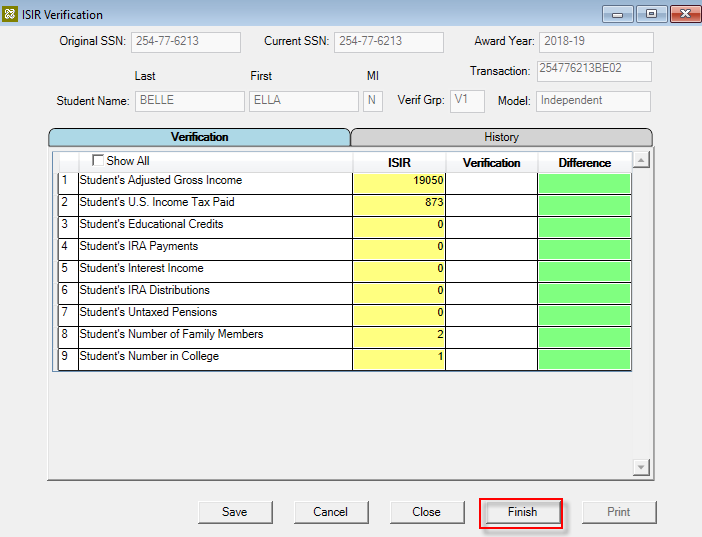 ISIR Verification
Original SSN: 254-77-6213 Current SSN: 254-77-6213 Award Year: 2018-19
Last First MI Transaction: 254776213BE02
Student Name: BELLE ELLA N Verif Grp: V1 Model: Independent
Verification History
Show All ISIR Verification Difference
1 Student's Adjusted Gross Income 19050
2 Student's U.S. Income Tax Paid 873
3 Student's Educational Credits 0
4 Student's IRA Payments 0
5 Student's Interest Income 0
6 Student's IRA Distributions 0
7 Student's Untaxed Pensions 0
8 Student's Number of Family Members 2
9 Student's Number in College 1
Save Cancel Close Finish Print